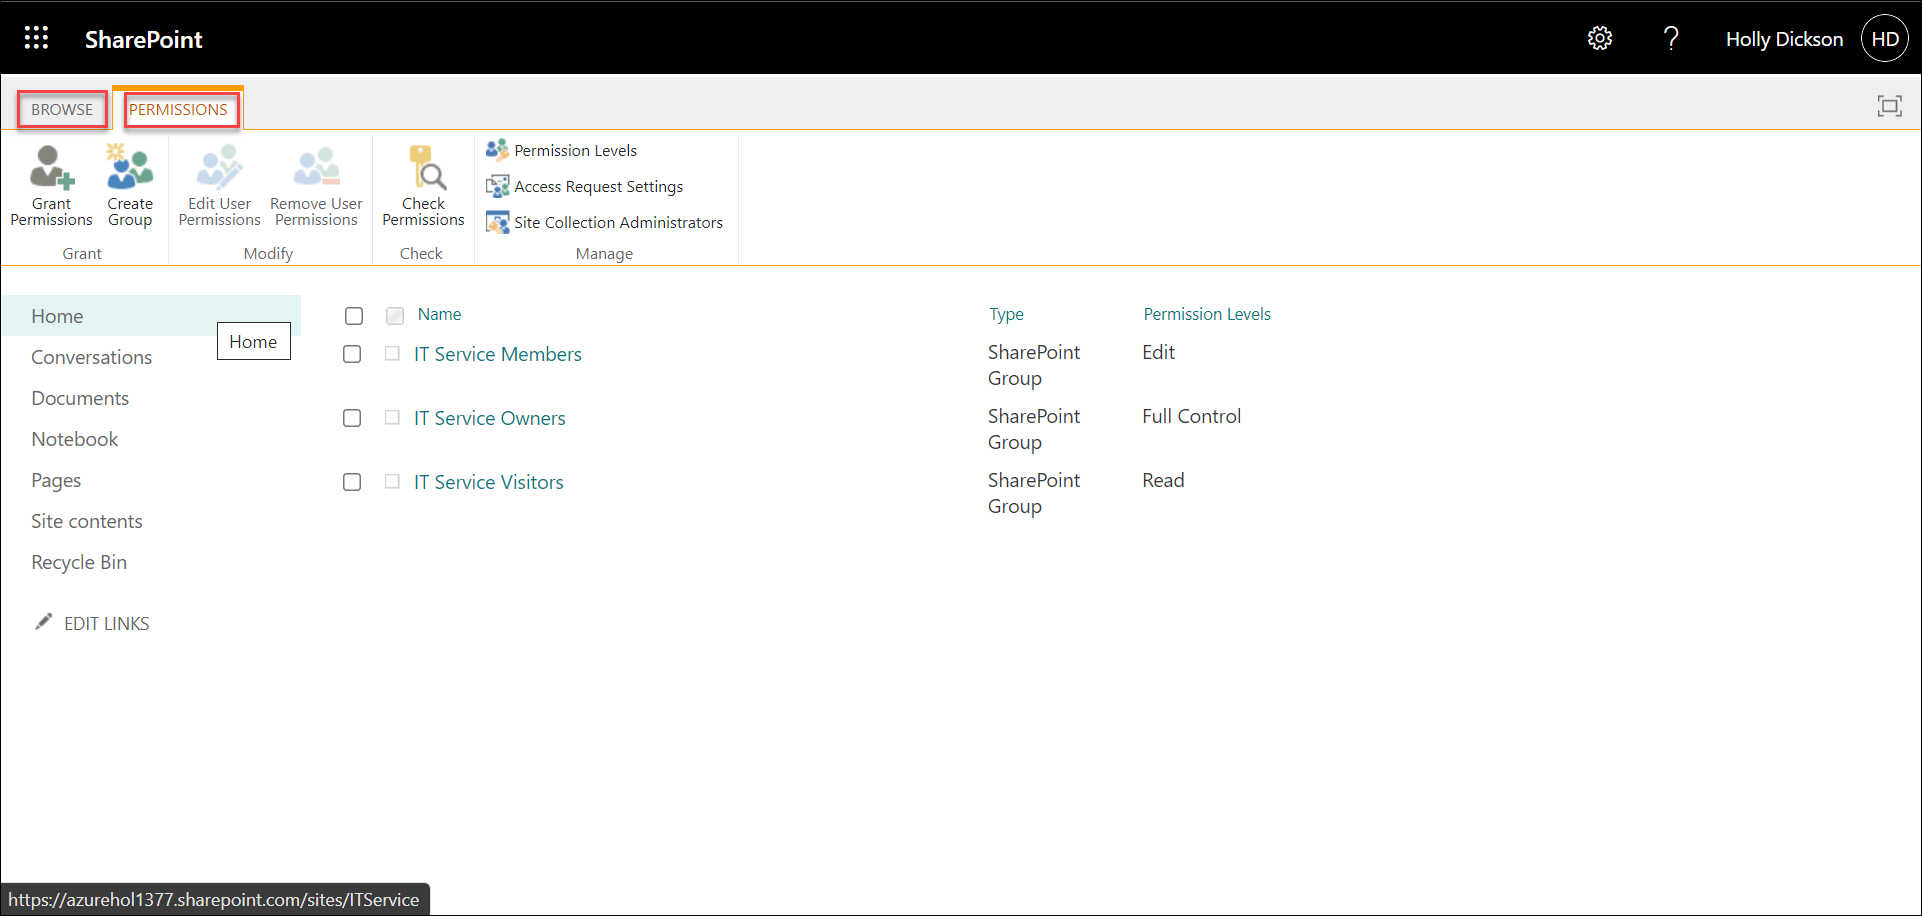 SharePoint
?
Holly Dickson
HD
BROWSE
PERMISSIONS
Grant
Permissions
Create
Group
Grant
Edit User
Permissions
Remove User
Permissions
Modify
Check
Permissions
Check
Permission Levels
Access Request Settings
Site Collection Administrators
Manage
Home
Home
Conversations
Documents
Notebook
Pages
Site contents
Recycle Bin
EDIT LINKS
Name
Type
Permission Levels
IT Service Members
SharePoint
Group
Edit
IT Service Owners
SharePoint
Group
Full Control
IT Service Visitors
SharePoint
Group
Read
https://azurehol1377.sharepoint.com/sites/ITService